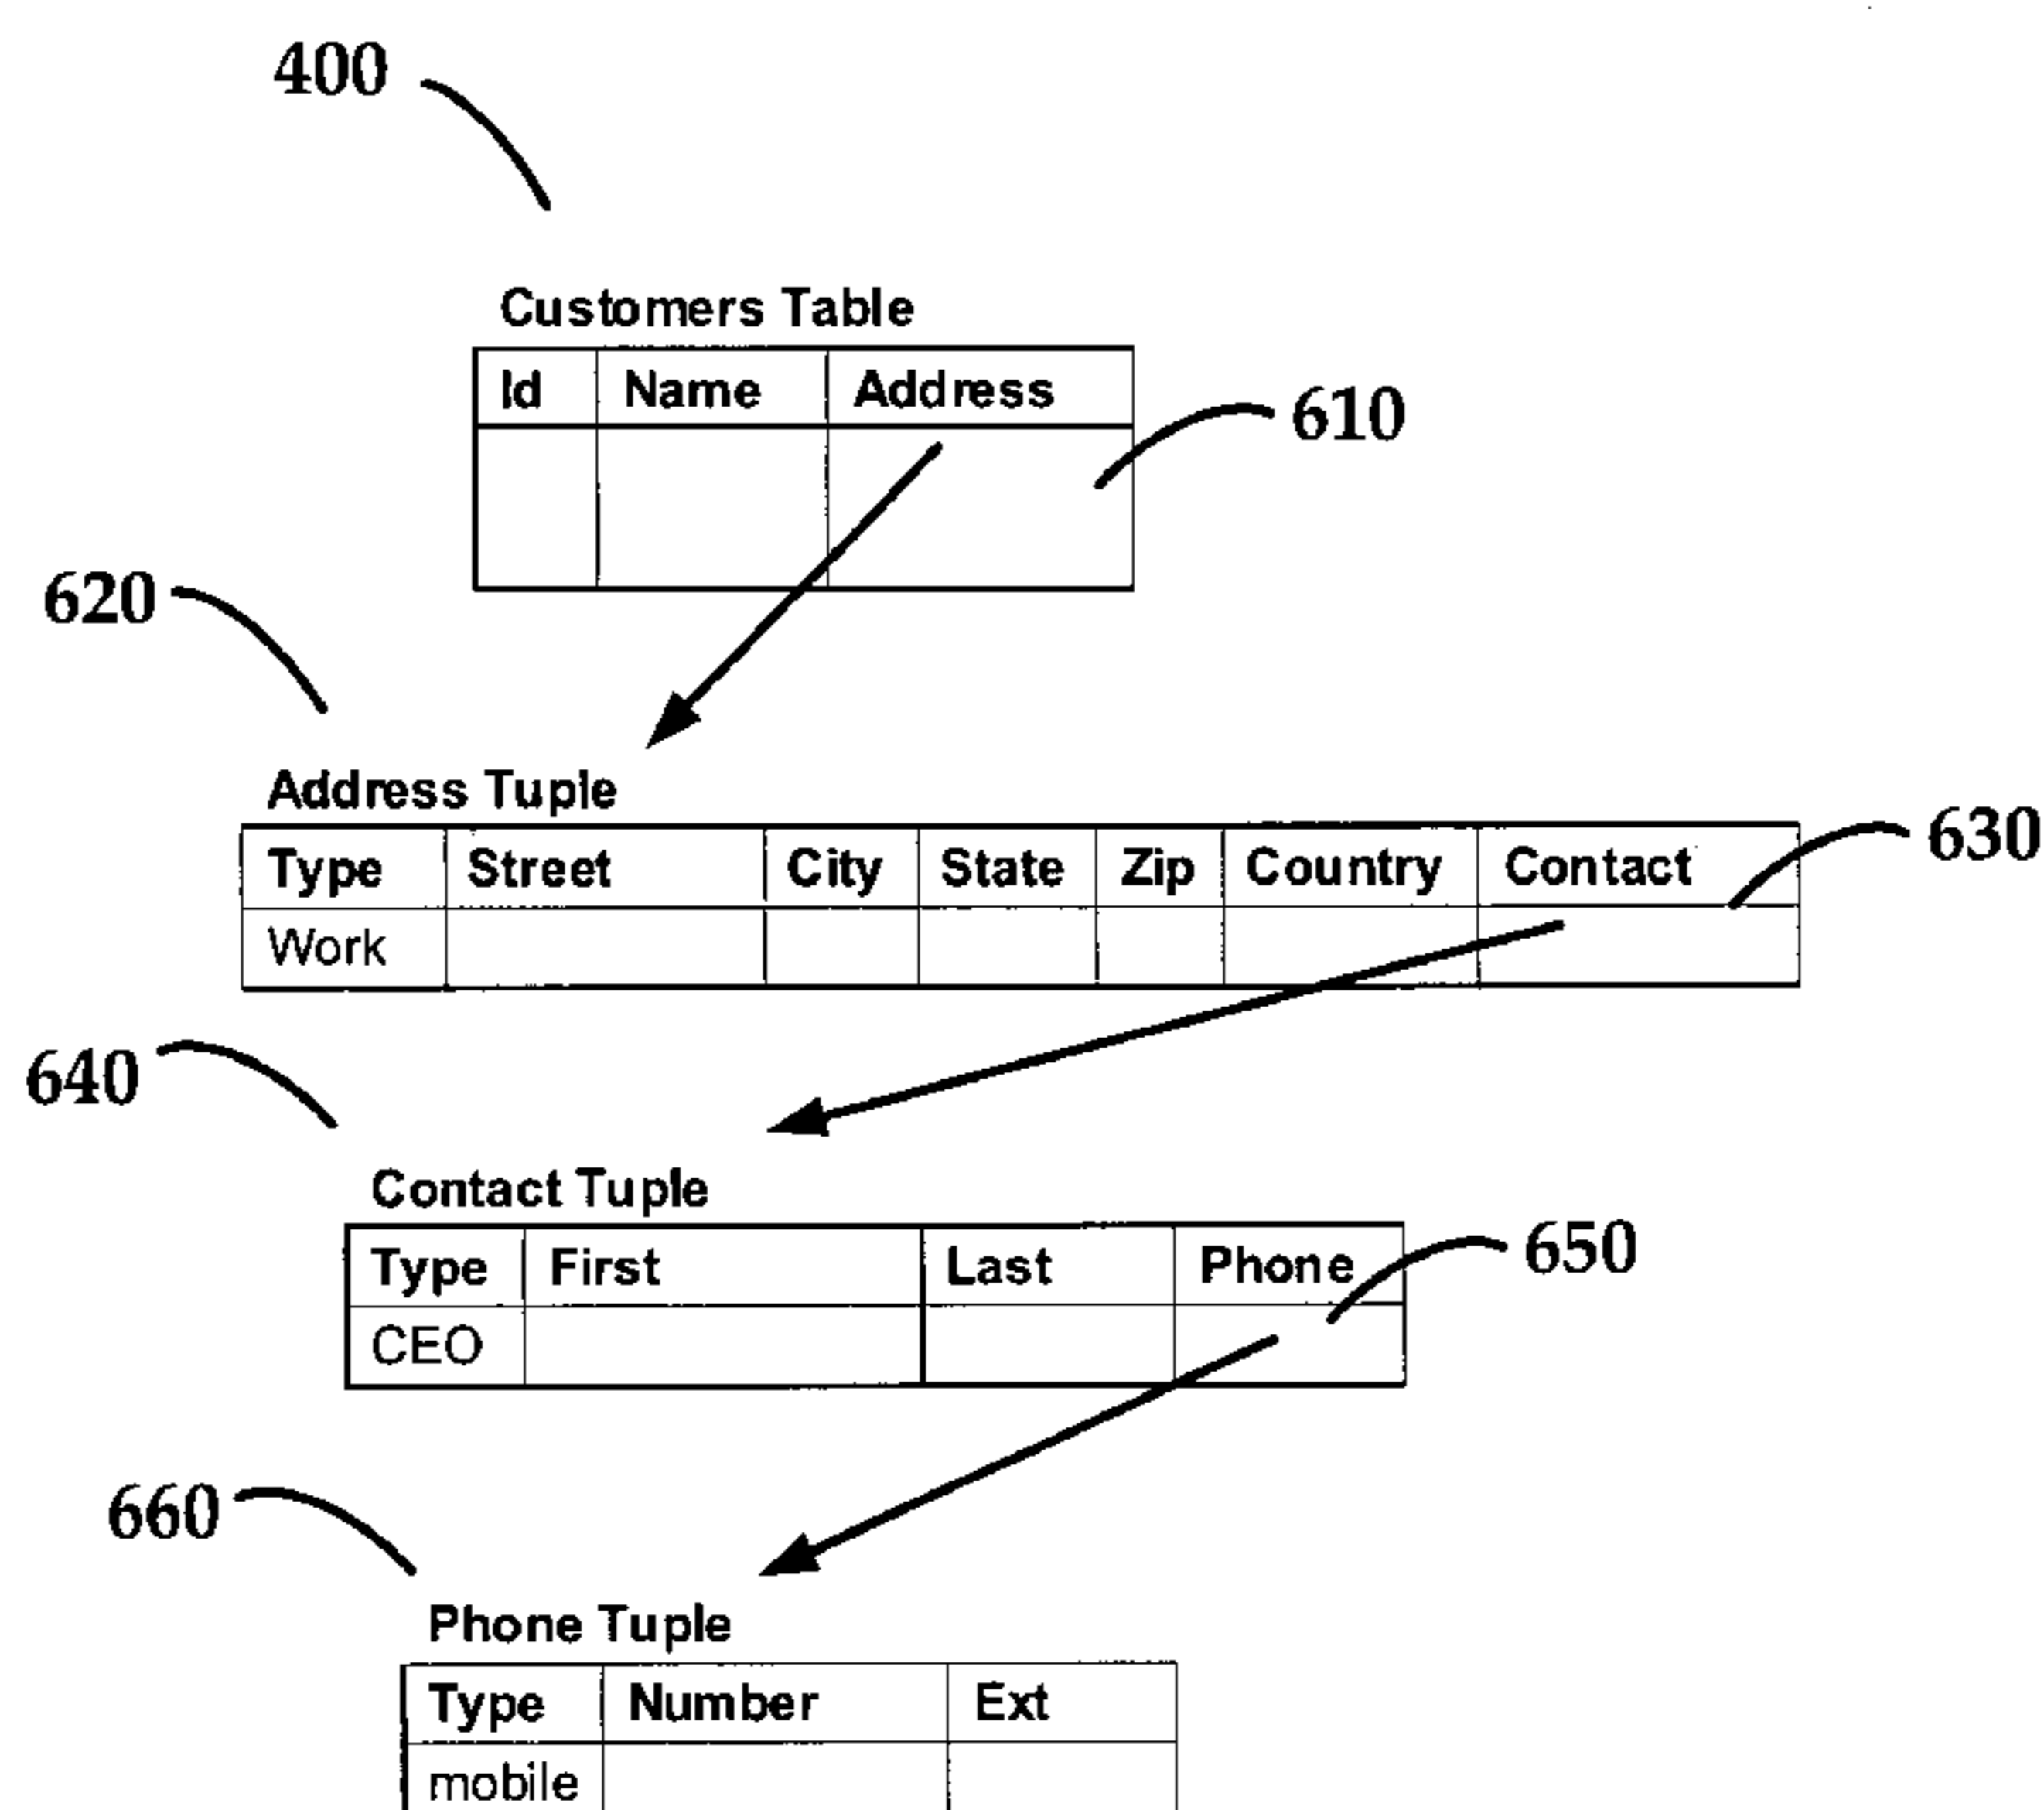 400
Customers Table
Id Name Address
610
620
Address Tuple
Type Street City State Zip Country Contact
630
Work
640
Contact Tuple
Type First Last Phone
650
CEO
660
Phone Tuple
Type Number Ext
mobile